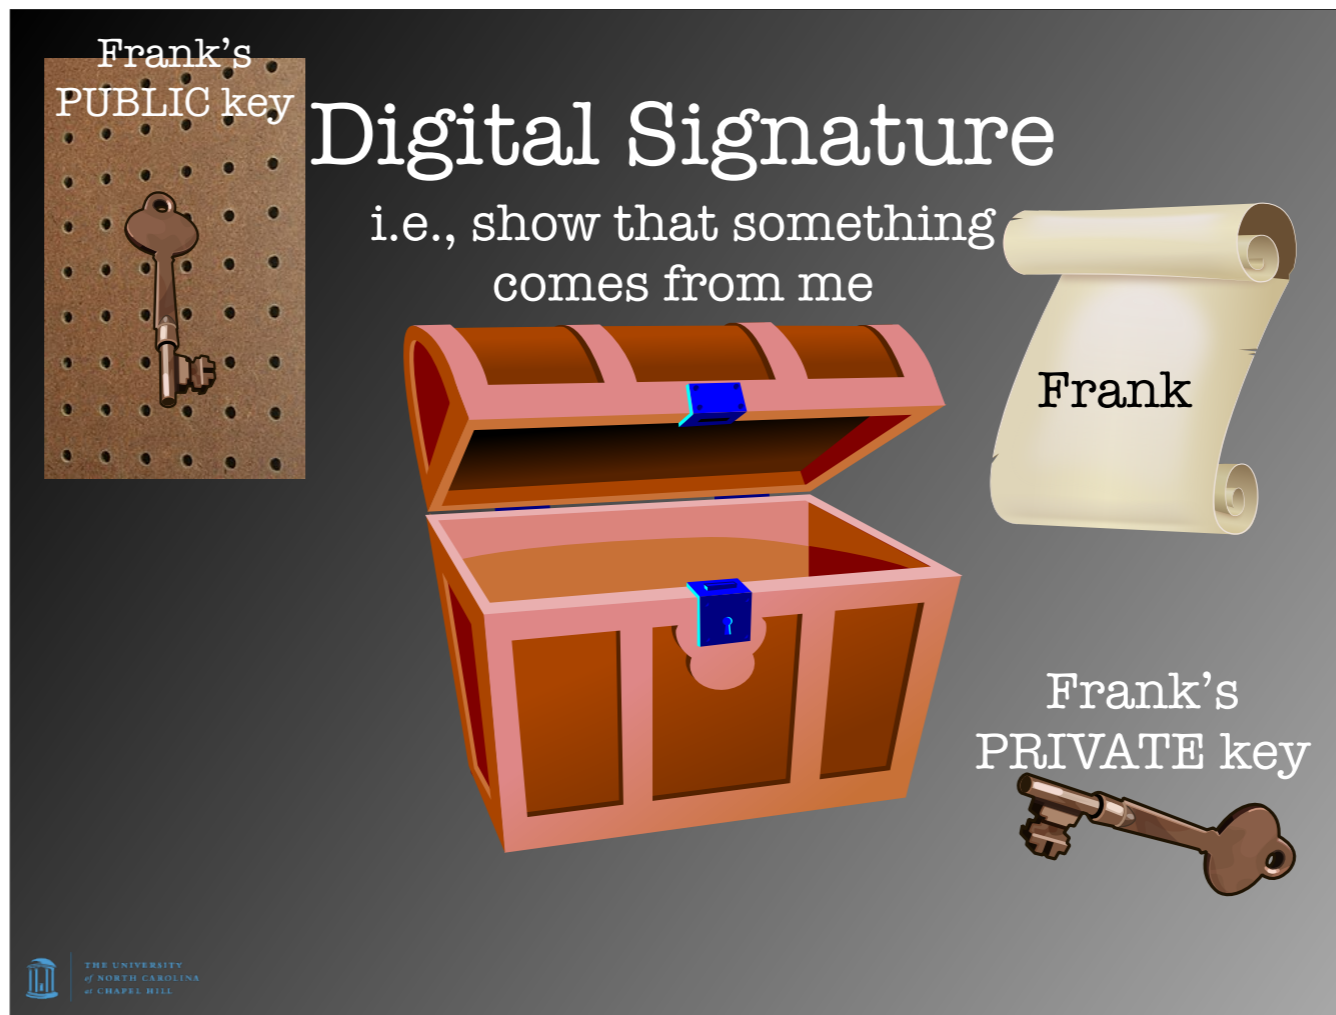 Frank’s
PUBLIC key
Digital Signature
i.e., show that something
comes from me
Frank
Frank’s
PRIVATE key
THE UNIVERSITY
of NORTH CAROLINA
at CHAPEL HILL